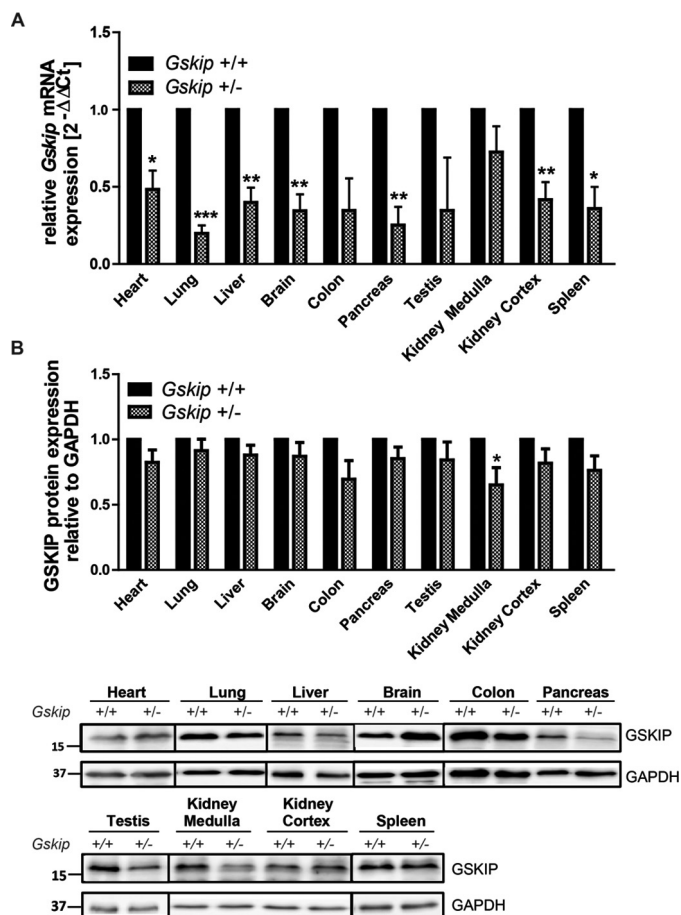 A
relative Gskip mRNA
expression [2^-ΔΔCt]
1.5
1.0
0.5
0.0
Gskip +/+
Gskip +/-
* *** ** ** ** ** *
Heart Lung Liver Brain Colon Pancreas Testis Kidney Medulla Kidney Cortex Spleen
B
GSKIP protein expression
relative to GAPDH
1.5
1.0
0.5
0.0
Gskip +/+
Gskip +/-
*
Heart Lung Liver Brain Colon Pancreas Testis Kidney Medulla Kidney Cortex Spleen
Heart Lung Liver Brain Colon Pancreas
Gskip +/+ +/- +/+ +/- +/+ +/- +/+ +/- +/+ +/- +/+ +/-
15 GSKIP
37 GAPDH
Testis Kidney Medulla Kidney Cortex Spleen
Gskip +/+ +/- +/+ +/- +/+ +/- +/+ +/-
15 GSKIP
37 GAPDH